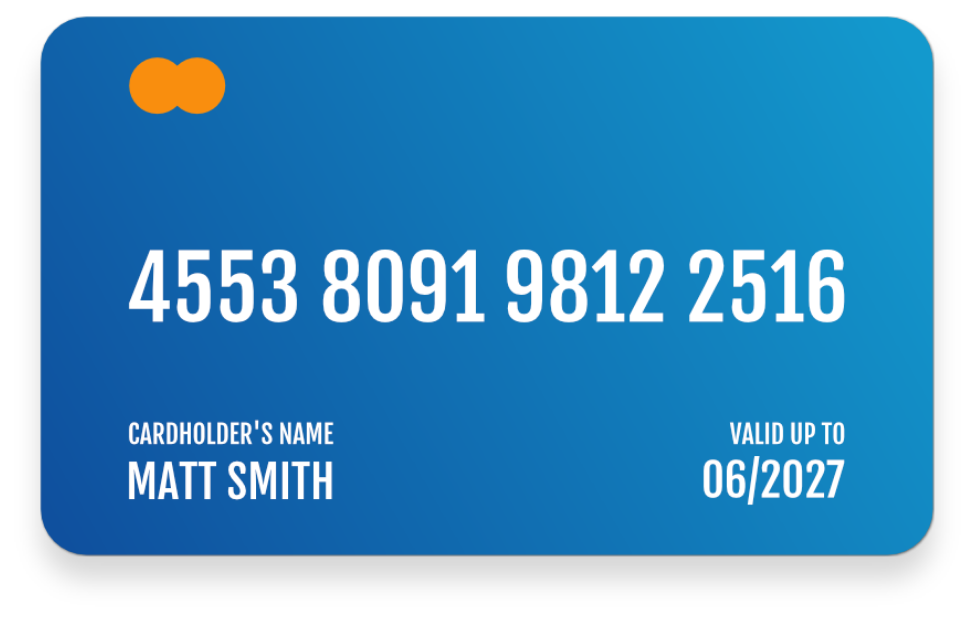 4553 8091 9812 2516
CARDHOLDER'S NAME
MATT SMITH
VALID UP TO
06/2027